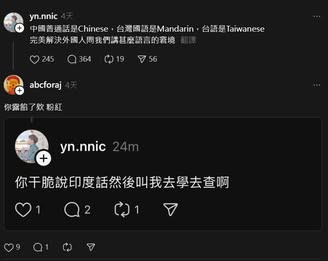 yn.nnic 4天
中國普通話是Chinese，台灣國語是Mandarin，台語是Taiwanese
完美解決外國人問我們講甚麼語言的窘境 翻譯
245 364 19 56
abcforaj 4天
你露餡了欸 粉紅
yn.nnic 24m
你干脆說印度話然後叫我去學去查啊
1 2 1
9 1